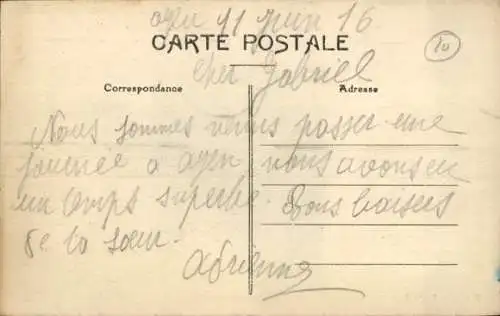 11 Juin 16
CARTE POSTALE
10
Cher Gabriel
Correspondance
Adresse
Nous sommes venus passer une
journée a agen nous avons eu
un temps superbe. Bons baisers
de ta sœur.
Adrienne